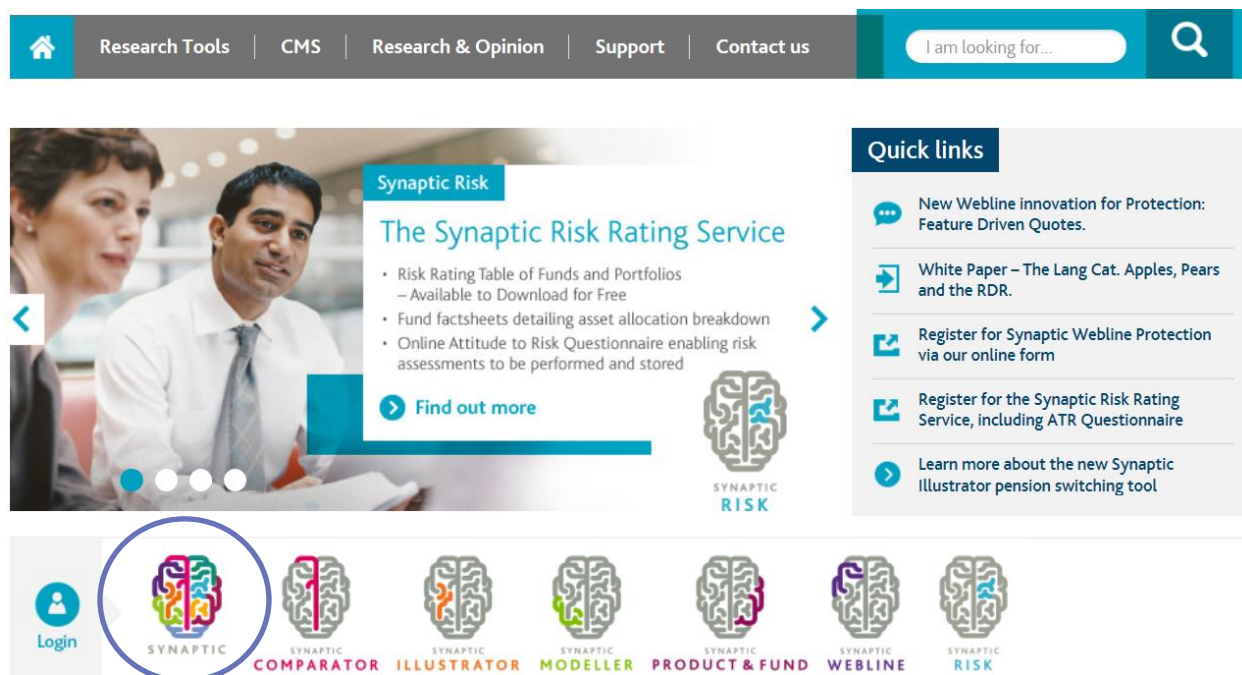 Research Tools
CMS
Research & Opinion
Support
Contact us
I am looking for...
Synaptic Risk
The Synaptic Risk Rating Service
• Risk Rating Table of Funds and Portfolios
– Available to Download for Free
• Fund factsheets detailing asset allocation breakdown
• Online Attitude to Risk Questionnaire enabling risk
assessments to be performed and stored
Find out more
SYNAPTIC
RISK
Quick links
New Webline innovation for Protection:
Feature Driven Quotes.
White Paper – The Lang Cat. Apples, Pears
and the RDR.
Register for Synaptic Webline Protection
via our online form
Register for the Synaptic Risk Rating
Service, including ATR Questionnaire
Learn more about the new Synaptic
Illustrator pension switching tool
Login
SYNAPTIC
SYNAPTIC
COMPARATOR
SYNAPTIC
ILLUSTRATOR
SYNAPTIC
MODELLER
SYNAPTIC
PRODUCT & FUND
SYNAPTIC
WEBLINE
SYNAPTIC
RISK